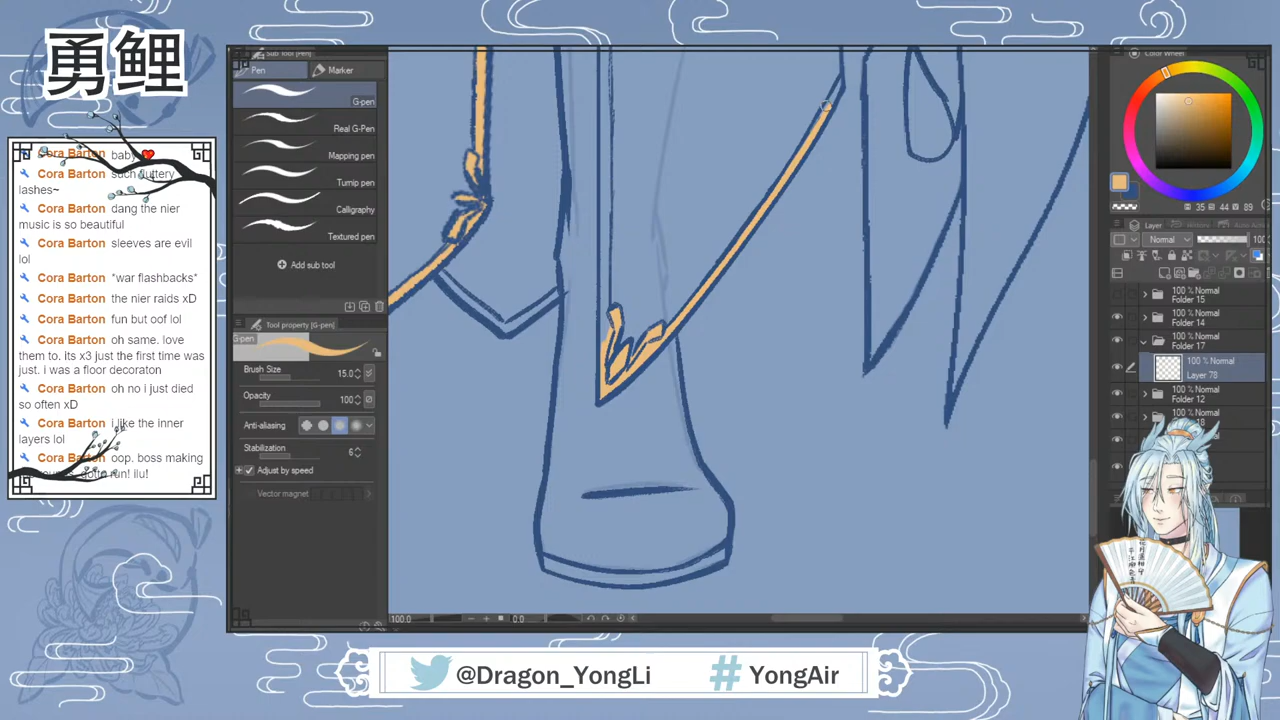 勇鲤
Cora Barton baby❤
Cora Barton such fluttery
lashes~
Cora Barton dang the nier
music is so beautiful
Cora Barton sleeves are evil
lol
Cora Barton *war flashbacks*
Cora Barton the nier raids xD
Cora Barton fun but oof lol
Cora Barton oh same. love
them to. its x3 just the first time was
just. i was a floor decoraton
Cora Barton oh no i just died
so often xD
Cora Barton i like the inner
layers lol
Cora Barton oop. boss making
run! ilu!
Sub Tool [Pen]
Pen
Marker
G-pen
Real G-Pen
Mapping pen
Turnip pen
Calligraphy
Textured pen
Add sub tool
Tool property [G-pen]
G-pen
Brush Size 15.0
Opacity 100
Anti-aliasing
Stabilization 6
Adjust by speed
Vector magnet
100.0
0.0
Color Wheel
35 44 89
Layer
Normal 100
100 % Normal
Folder 15
100 % Normal
Folder 14
100 % Normal
Folder 17
100 % Normal
Layer 78
100 % Normal
Folder 12
100 % Normal
@Dragon_YongLi
# YongAir